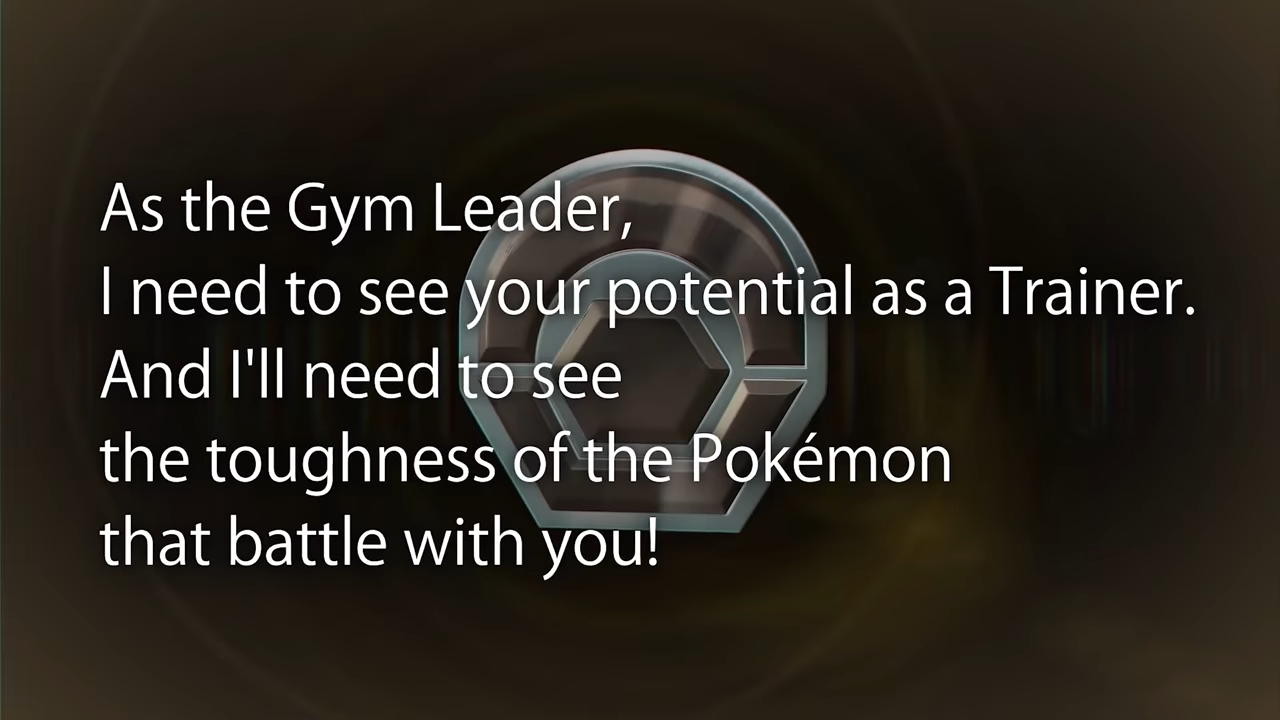 As the Gym Leader,
I need to see your potential as a Trainer.
And I'll need to see
the toughness of the Pokémon
that battle with you!